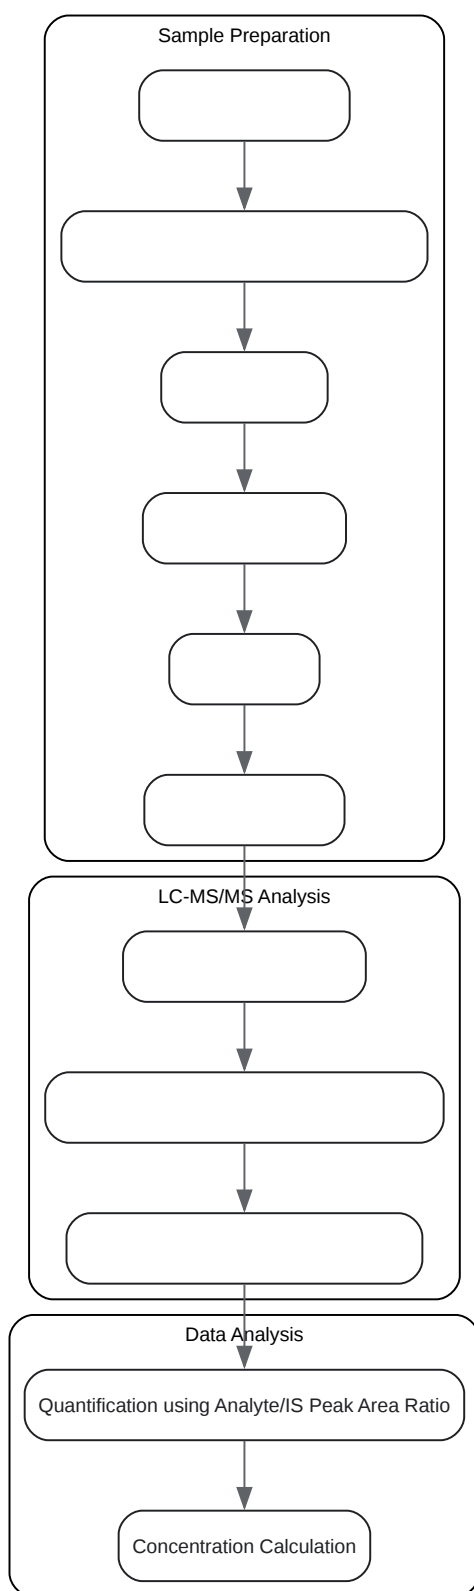 Sample Preparation
LC-MS/MS Analysis
Data Analysis
Quantification using Analyte/IS Peak Area Ratio
Concentration Calculation